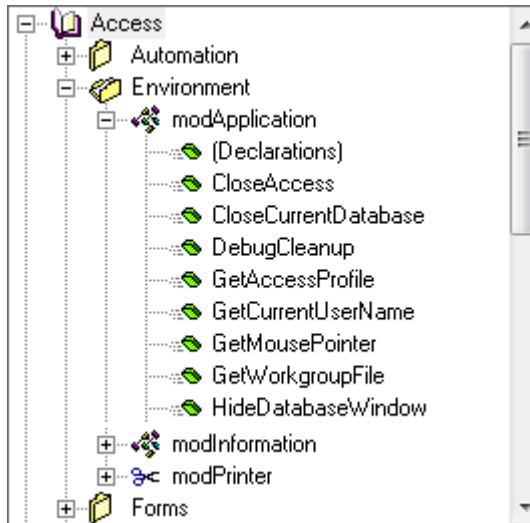 Access
Automation
Environment
modApplication
(Declarations)
CloseAccess
CloseCurrentDatabase
DebugCleanup
GetAccessProfile
GetCurrentUserName
GetMousePointer
GetWorkgroupFile
HideDatabaseWindow
modInformation
modPrinter
Forms